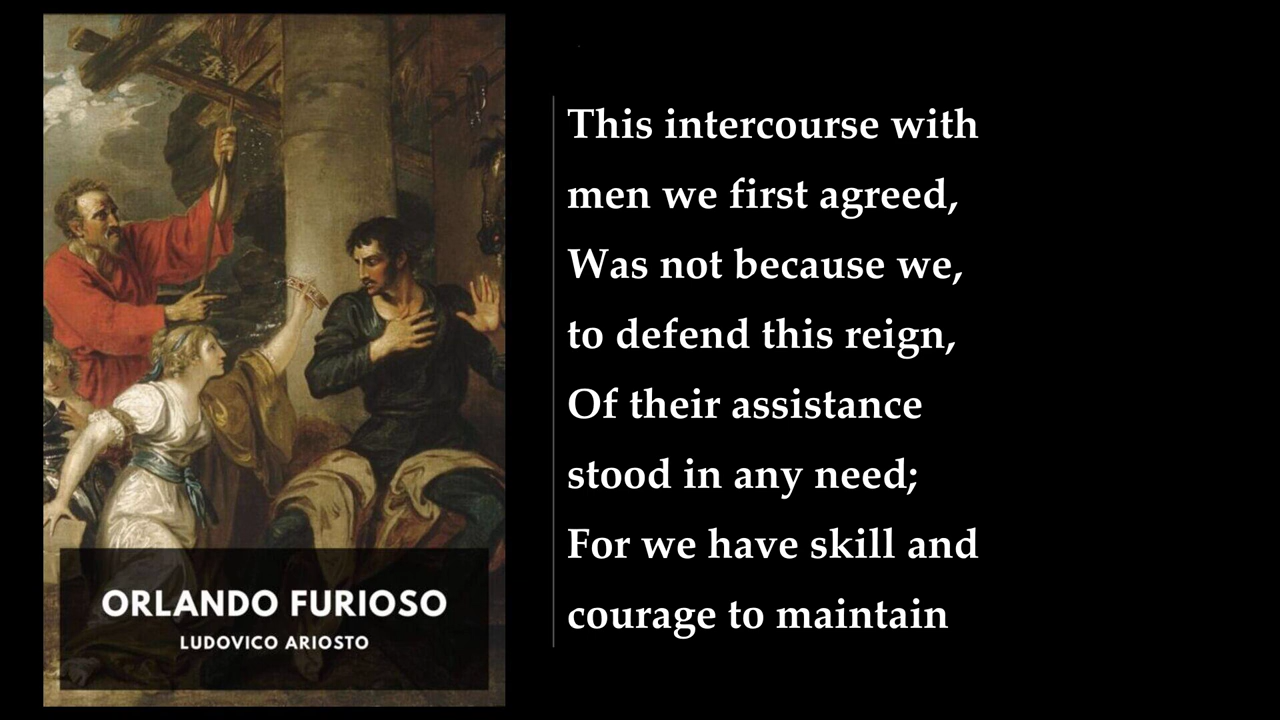 ORLANDO FURIOSO
LUDOVICO ARIOSTO
This intercourse with
men we first agreed,
Was not because we,
to defend this reign,
Of their assistance
stood in any need;
For we have skill and
courage to maintain